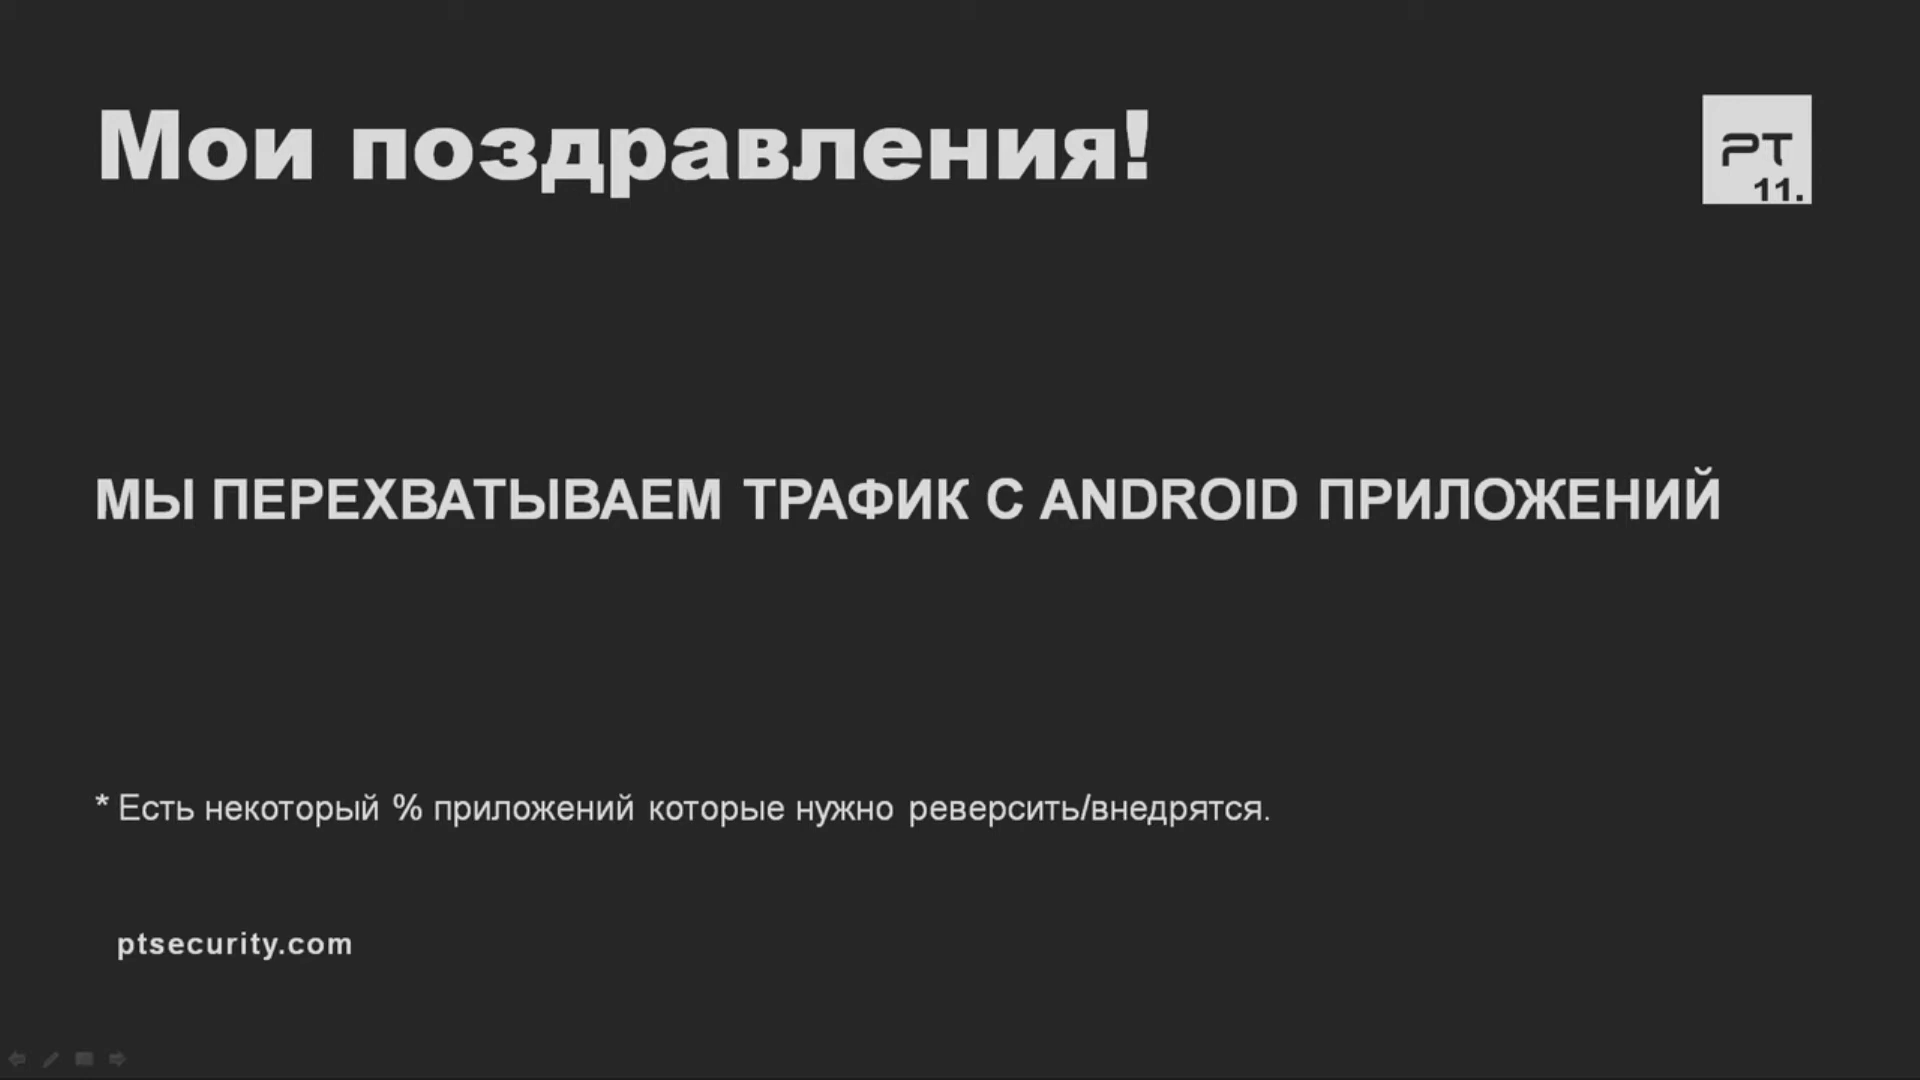 Мои поздравления!
PT
11.
МЫ ПЕРЕХВАТЫВАЕМ ТРАФИК С ANDROID ПРИЛОЖЕНИЙ
* Есть некоторый % приложений которые нужно реверсить/внедрятся.
ptsecurity.com